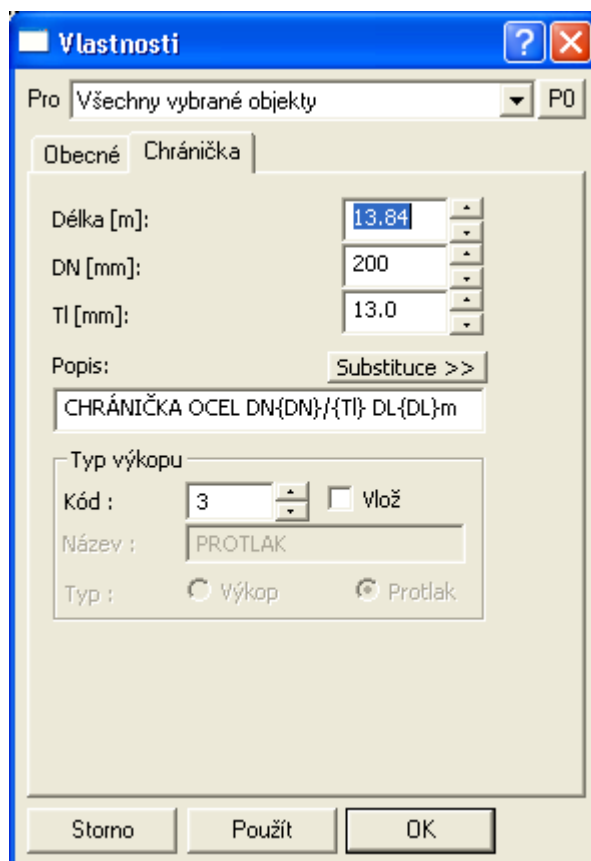 Vlastnosti
Pro Všechny vybrané objekty P0
Obecné Chránička
Délka [m]: 13.84
DN [mm]: 200
Tl [mm]: 13.0
Popis: Substituce >>
CHRÁNIČKA OCEL DN{DN}/{Tl} DL{DL}m
Typ výkopu
Kód : 3 Vlož
Název : PROTLAK
Typ : Výkop Protlak
Storno Použít OK